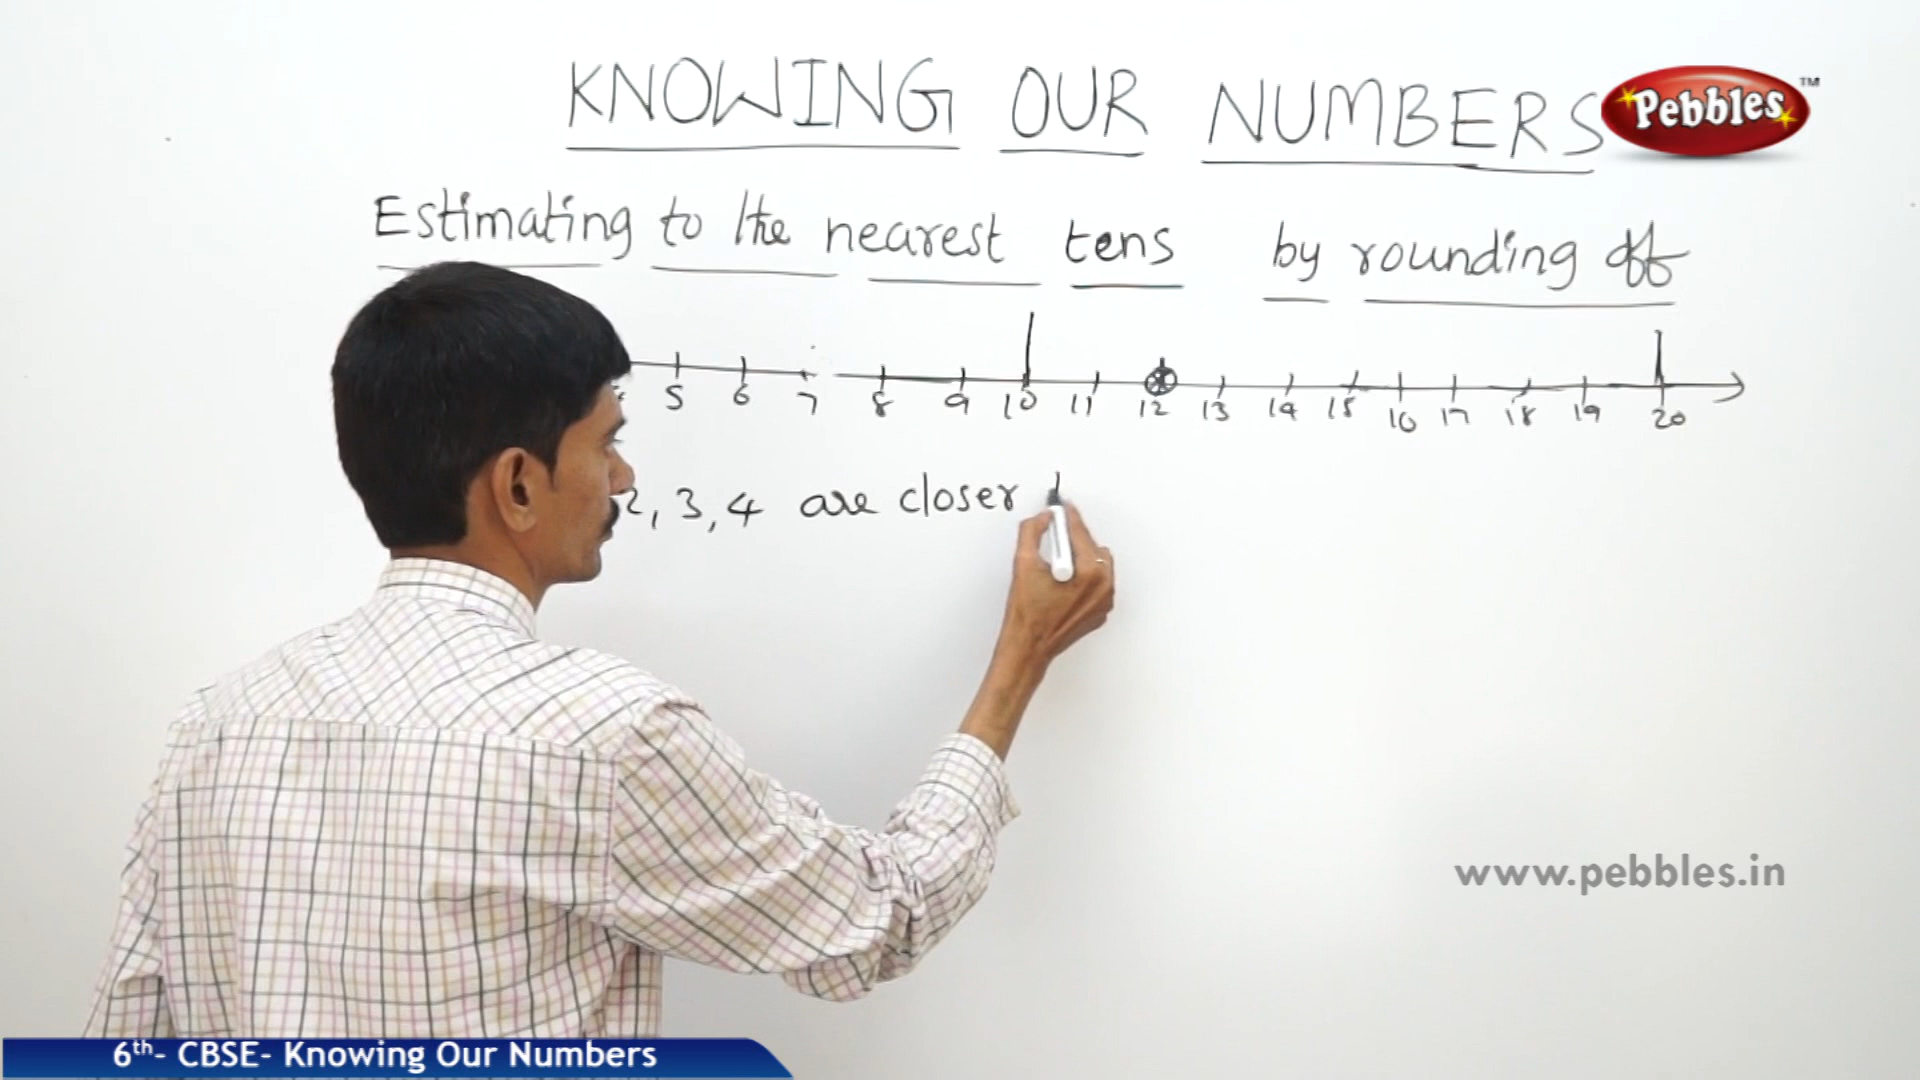 KNOWING OUR NUMBERS
Pebbles™
Estimating to the nearest tens by rounding off
5 6 7 8 9 10 11 12 13 14 15 16 17 18 19 20
2, 3, 4 are closer
www.pebbles.in
6th- CBSE- Knowing Our Numbers